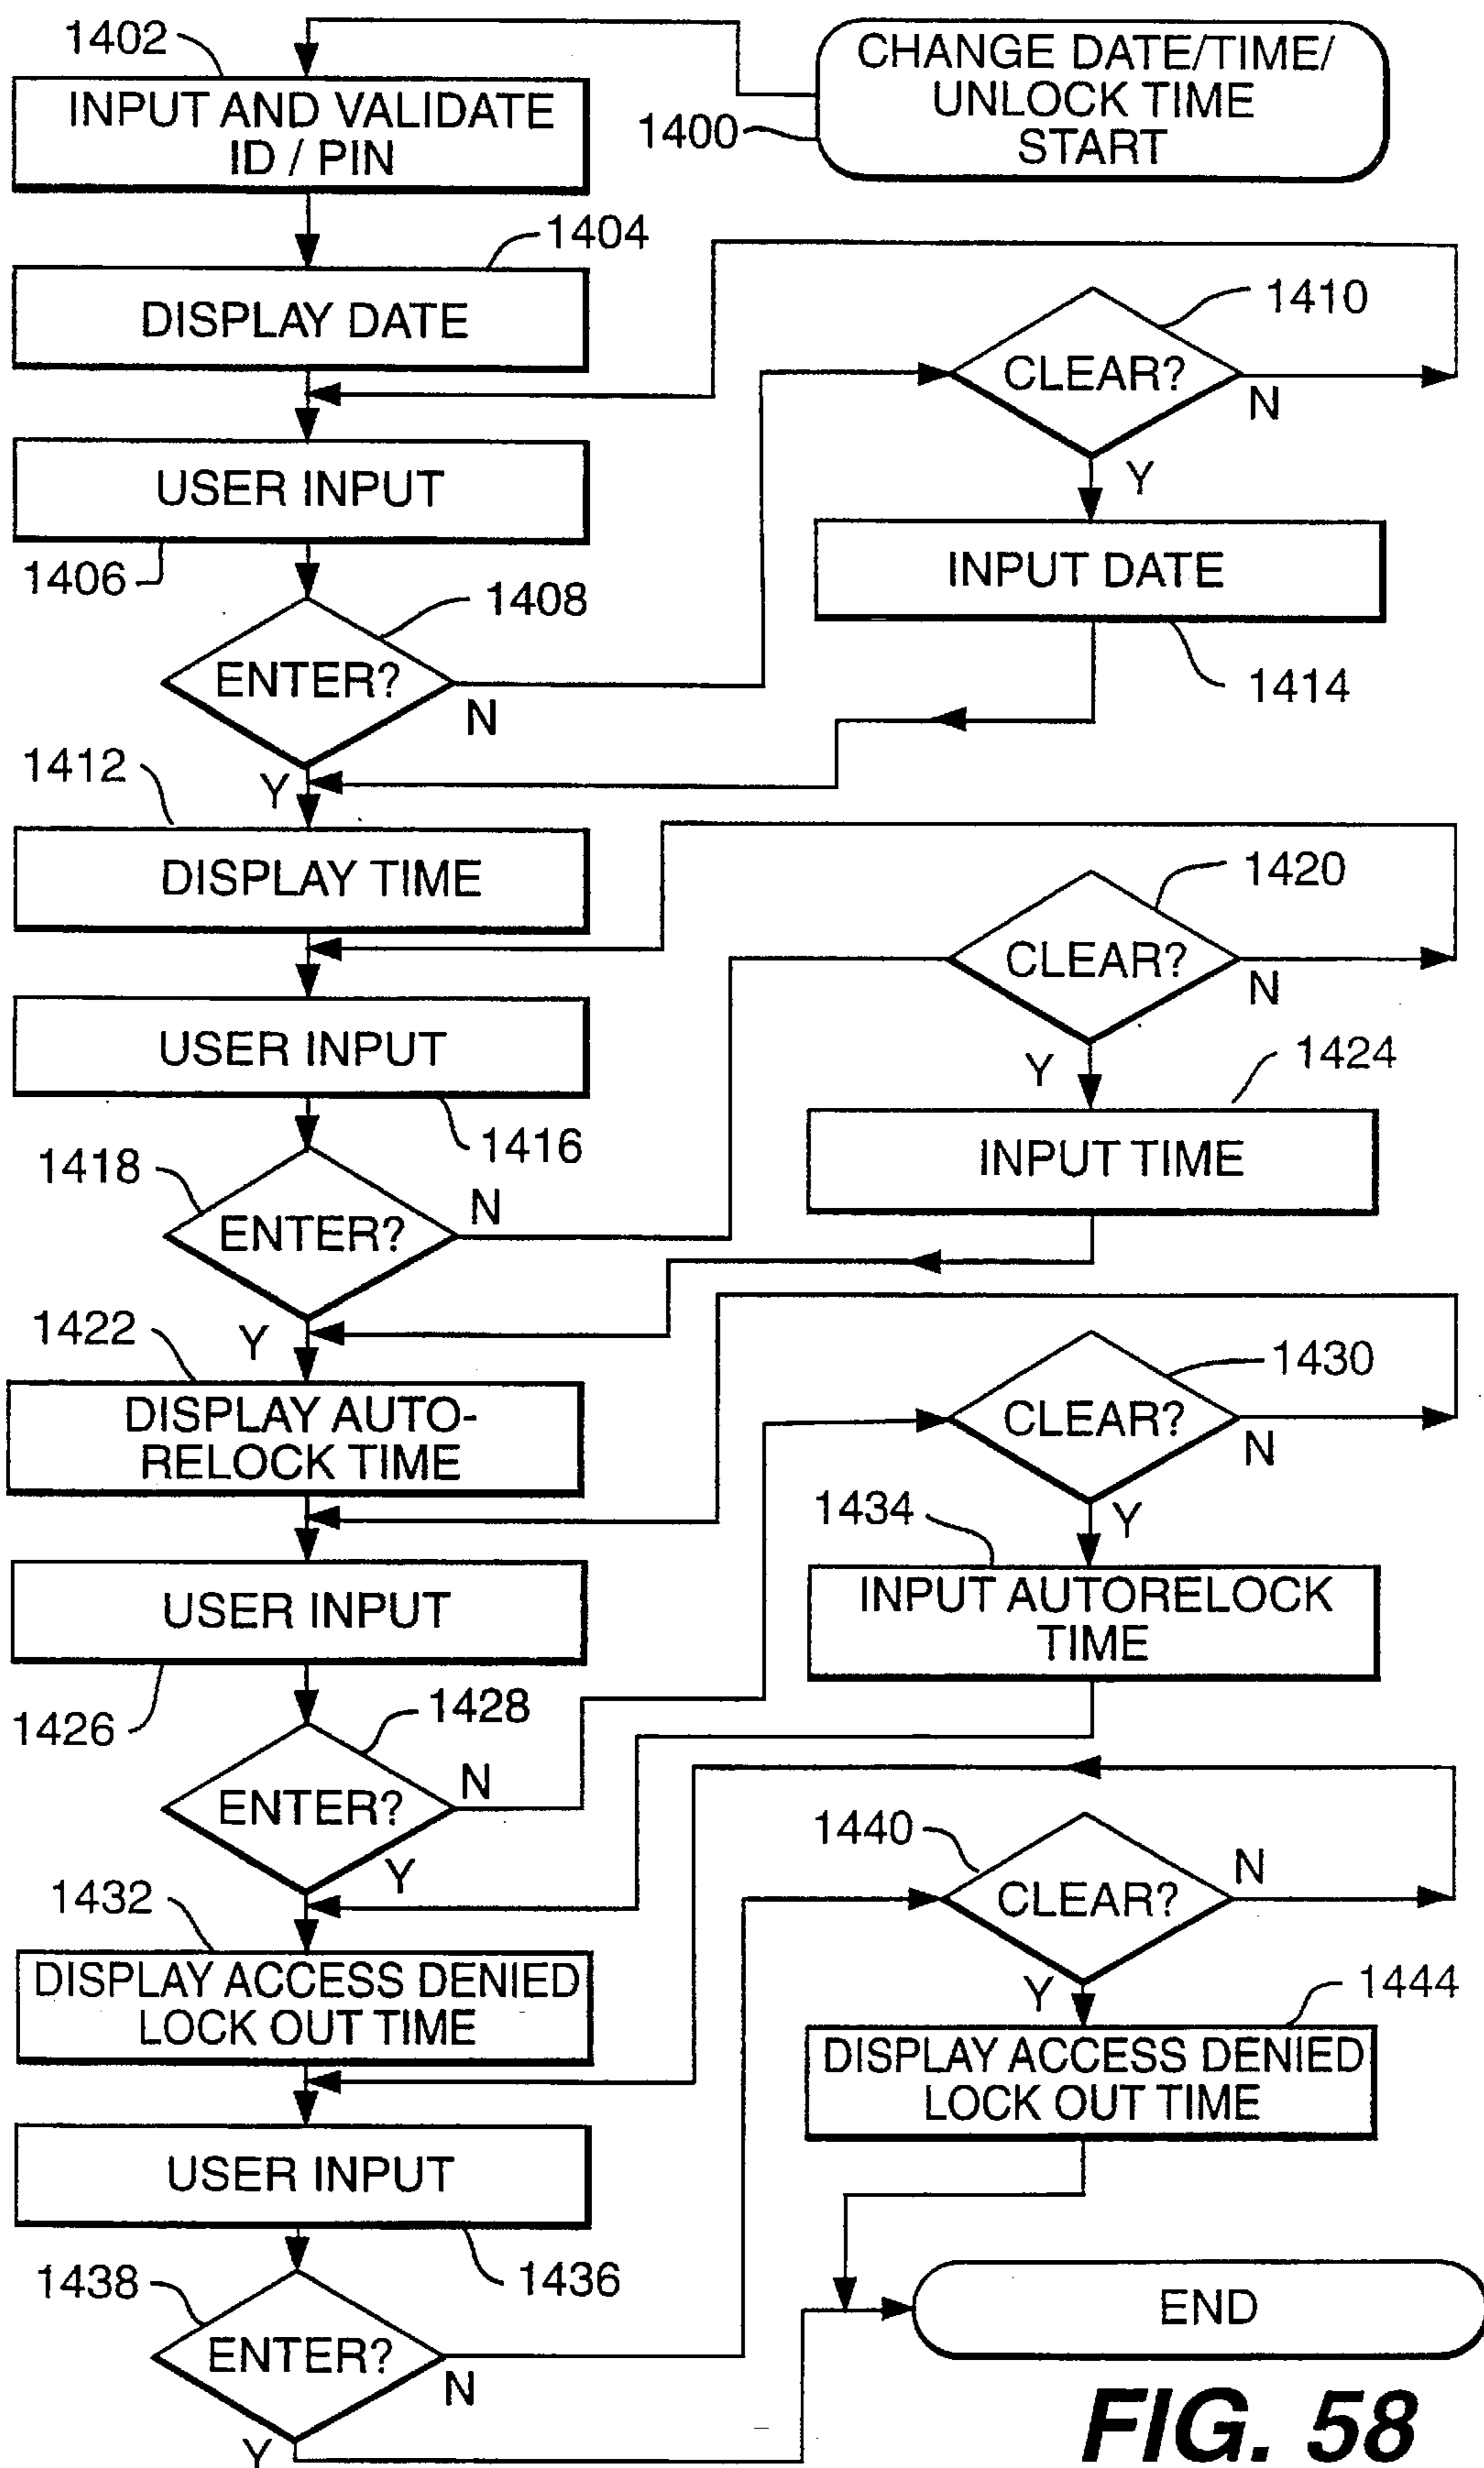 1402
CHANGE DATE/TIME/
UNLOCK TIME
START
1400
INPUT AND VALIDATE
ID / PIN
1404
DISPLAY DATE
1410
CLEAR?
N
Y
USER INPUT
1406
INPUT DATE
1414
1408
ENTER?
N
Y
1412
DISPLAY TIME
1420
CLEAR?
N
Y
USER INPUT
1416
1424
INPUT TIME
1418
ENTER?
N
Y
1422
DISPLAY AUTO-
RELOCK TIME
1430
CLEAR?
N
Y
1434
INPUT AUTORELOCK
TIME
USER INPUT
1426
1428
ENTER?
N
Y
1432
DISPLAY ACCESS DENIED
LOCK OUT TIME
1440
CLEAR?
N
Y
1444
DISPLAY ACCESS DENIED
LOCK OUT TIME
USER INPUT
1436
1438
ENTER?
N
Y
END
FIG. 58